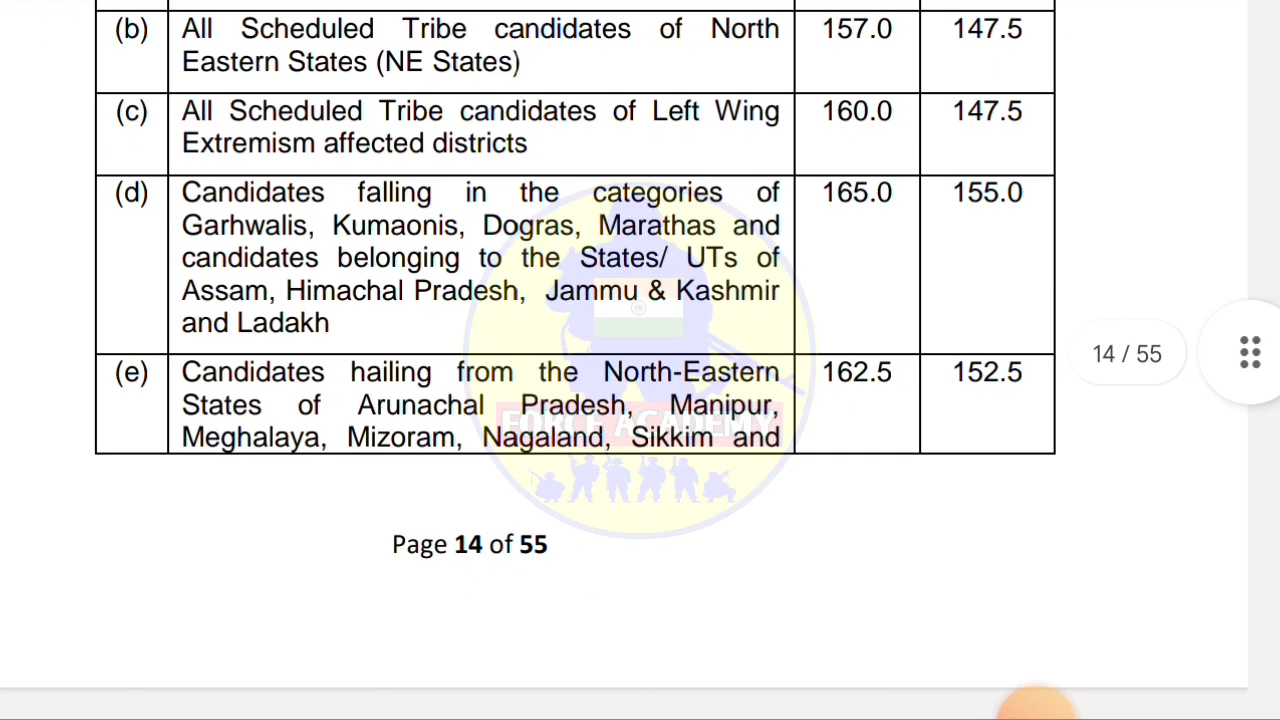 (b) All Scheduled Tribe candidates of North 157.0 147.5
Eastern States (NE States)
(c) All Scheduled Tribe candidates of Left Wing 160.0 147.5
Extremism affected districts
(d) Candidates falling in the categories of 165.0 155.0
Garhwalis, Kumaonis, Dogras, Marathas and
candidates belonging to the States/ UTs of
Assam, Himachal Pradesh, Jammu & Kashmir
and Ladakh
(e) Candidates hailing from the North-Eastern 162.5 152.5
States of Arunachal Pradesh, Manipur,
Meghalaya, Mizoram, Nagaland, Sikkim and
FORCE ACADEMY
Page 14 of 55
14 / 55